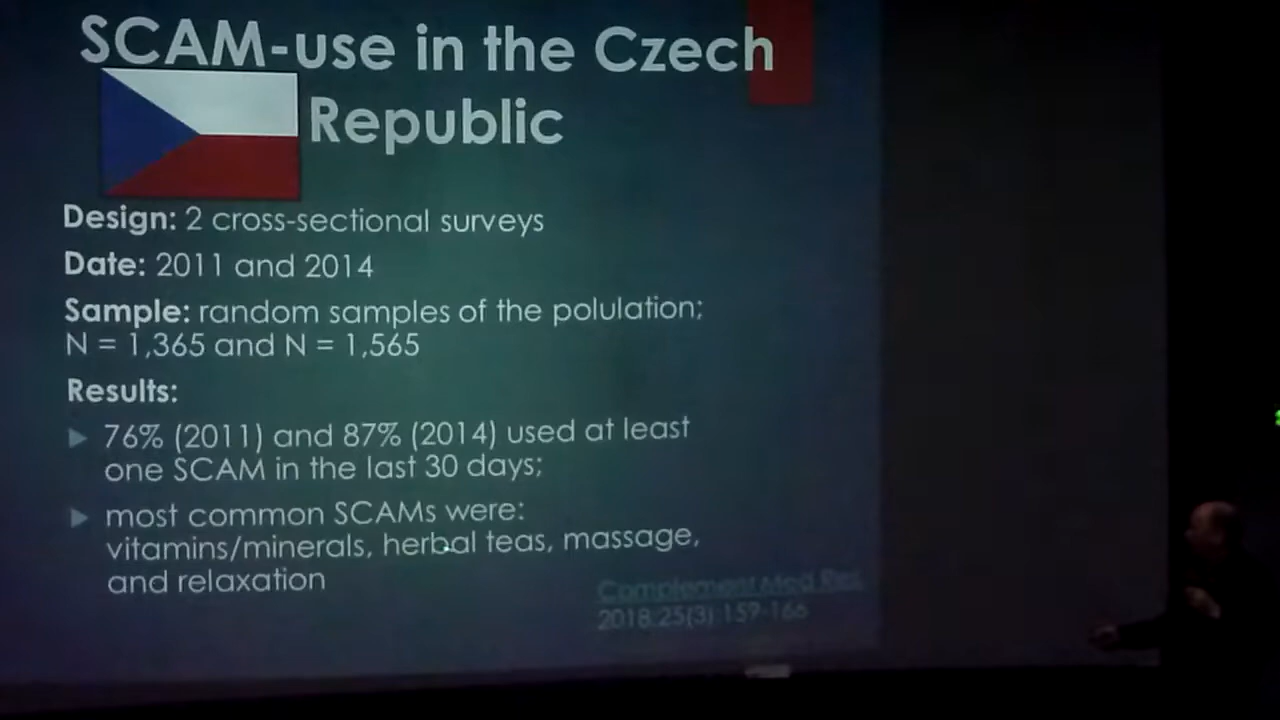 SCAM-use in the Czech
Republic
Design: 2 cross-sectional surveys
Date: 2011 and 2014
Sample: random samples of the polulation;
N = 1,365 and N = 1,565
Results:
76% (2011) and 87% (2014) used at least
one SCAM in the last 30 days;
most common SCAMs were:
vitamins/minerals, herbal teas, massage,
and relaxation
Complement Med Res.
2018;25(3):159-166